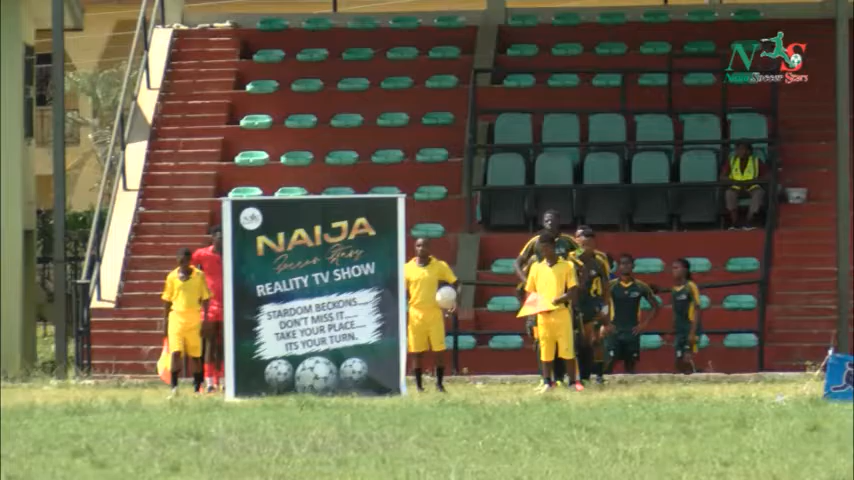 NS
Naija Soccer Stars
NAIJA
Soccer Stars
REALITY TV SHOW
STARDOM BECKONS....
DON'T MISS IT....
TAKE YOUR PLACE....
ITS YOUR TURN.